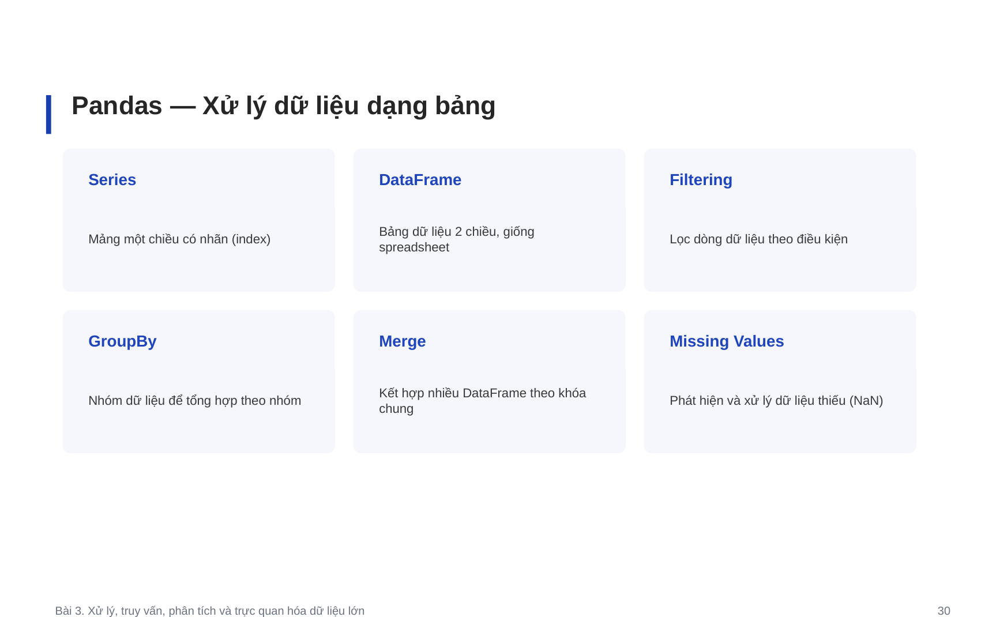 Pandas — Xử lý dữ liệu dạng bảng
Series
Mảng một chiều có nhãn (index)
DataFrame
Bảng dữ liệu 2 chiều, giống
spreadsheet
Filtering
Lọc dòng dữ liệu theo điều kiện
GroupBy
Nhóm dữ liệu để tổng hợp theo nhóm
Merge
Kết hợp nhiều DataFrame theo khóa
chung
Missing Values
Phát hiện và xử lý dữ liệu thiếu (NaN)
Bài 3. Xử lý, truy vấn, phân tích và trực quan hóa dữ liệu lớn
30